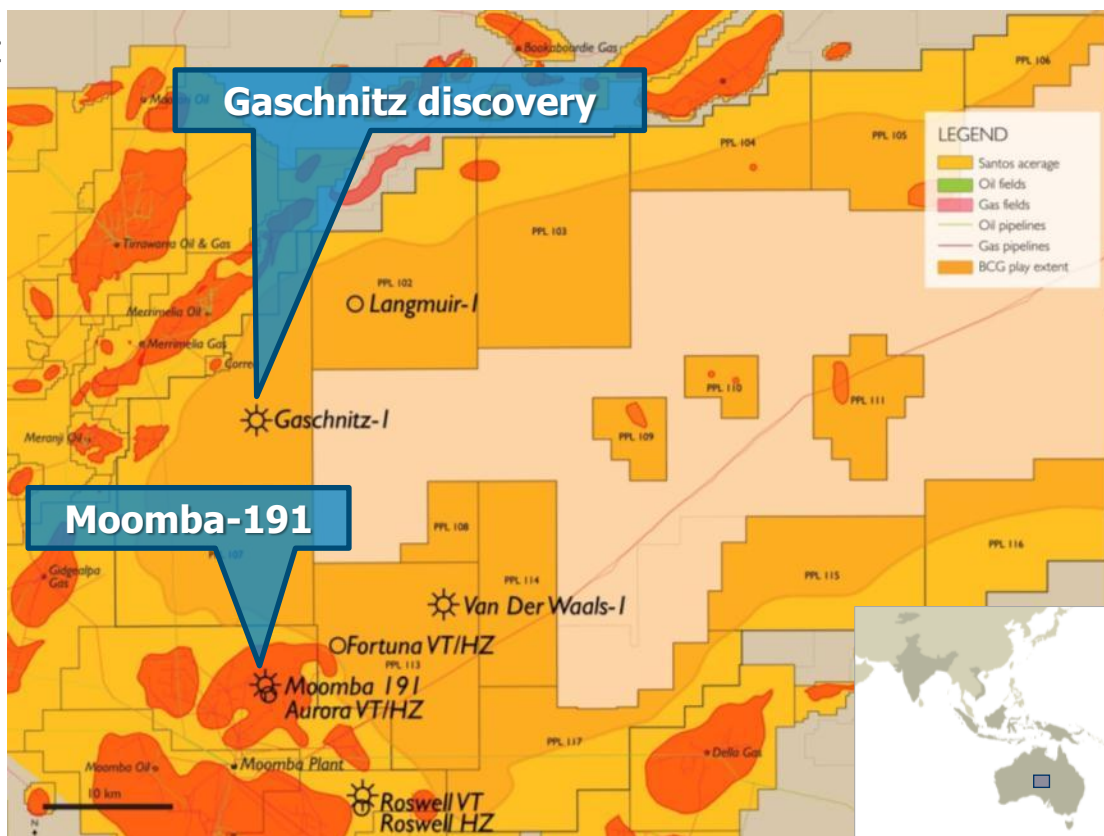 Bookabourdie Gas
PPL 106
Gaschnitz discovery
PPL 104
PPL 105
LEGEND
Santos acerage
Oil fields
Gas fields
Oil pipelines
Gas pipelines
BCG play extent
Tirrawarra Oil & Gas
PPL 103
PPL 102
Langmuir-1
Merrimelia Oil
Merrimelia Gas
PPL 110
PPL 111
Gaschnitz-1
PPL 109
Meranji Oil
Moomba-191
PPL 108
PPL 107
PPL 116
Gidgealpa
Gas
PPL 114
PPL 115
Van Der Waals-1
Fortuna VT/HZ
PPL 113
Moomba 191
Aurora VT/HZ
PPL 117
Della Gas
Moomba Oil
Moomba Plant
10 km
Roswell VT
Roswell HZ
N